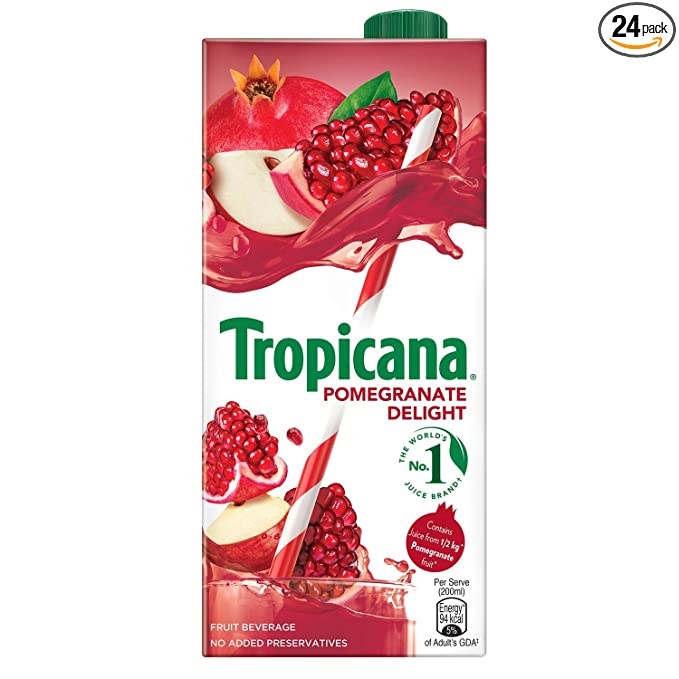 24 pack
Tropicana®
POMEGRANATE
DELIGHT
THE WORLD'S
No.1
JUICE BRAND†
Contains
Juice from 1/2 kg*
Pomegranate
fruit*
Per Serve
(200ml)
Energy*
94 kcal
5%
of Adult's GDA‡
FRUIT BEVERAGE
NO ADDED PRESERVATIVES